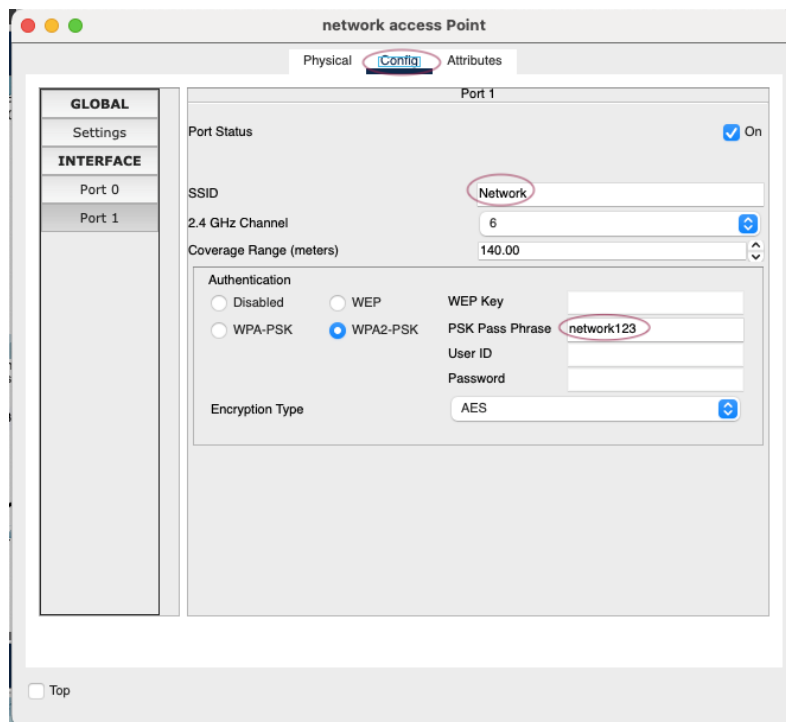 network access Point
Physical Config Attributes
GLOBAL
Settings
INTERFACE
Port 0
Port 1
Port 1
Port Status On
SSID Network
2.4 GHz Channel 6
Coverage Range (meters) 140.00
Authentication
Disabled WEP WEP Key
WPA-PSK WPA2-PSK PSK Pass Phrase network123
User ID
Password
Encryption Type AES
Top